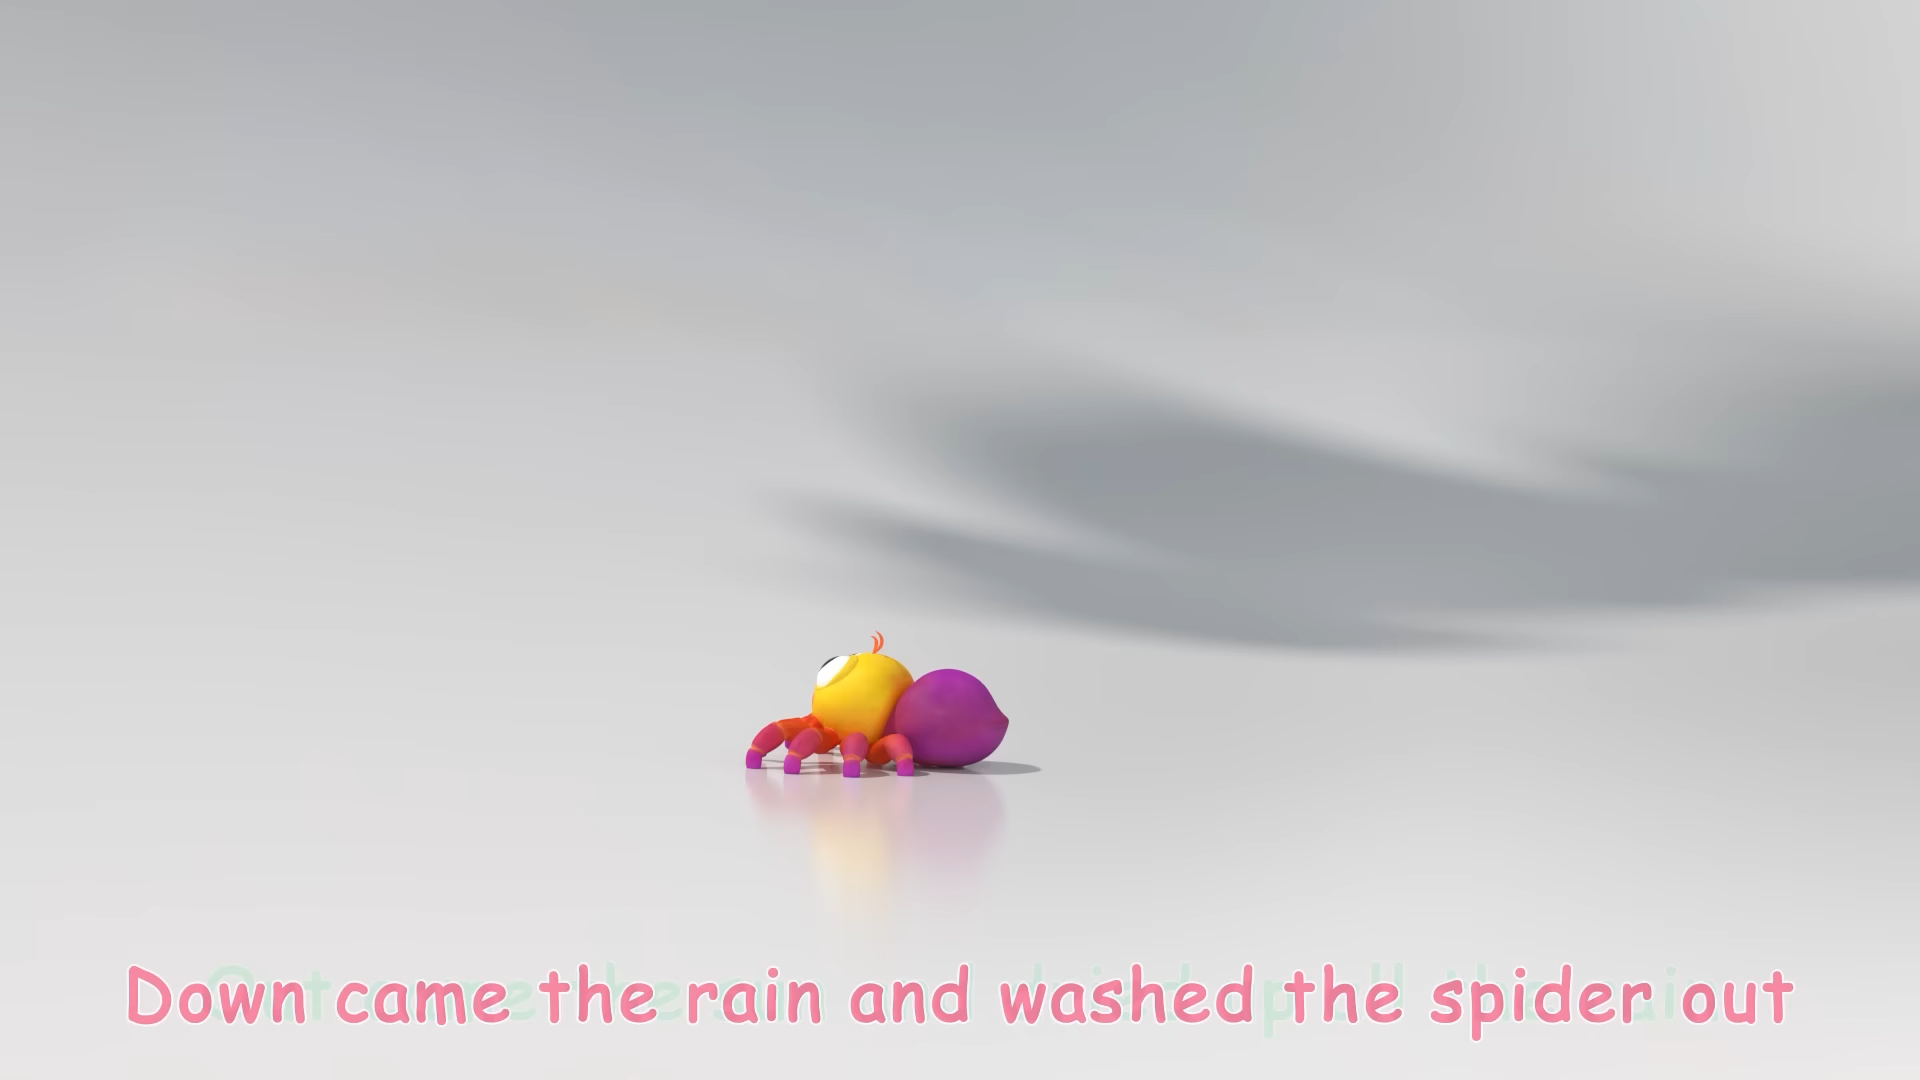 Down came the rain and washed the spider out